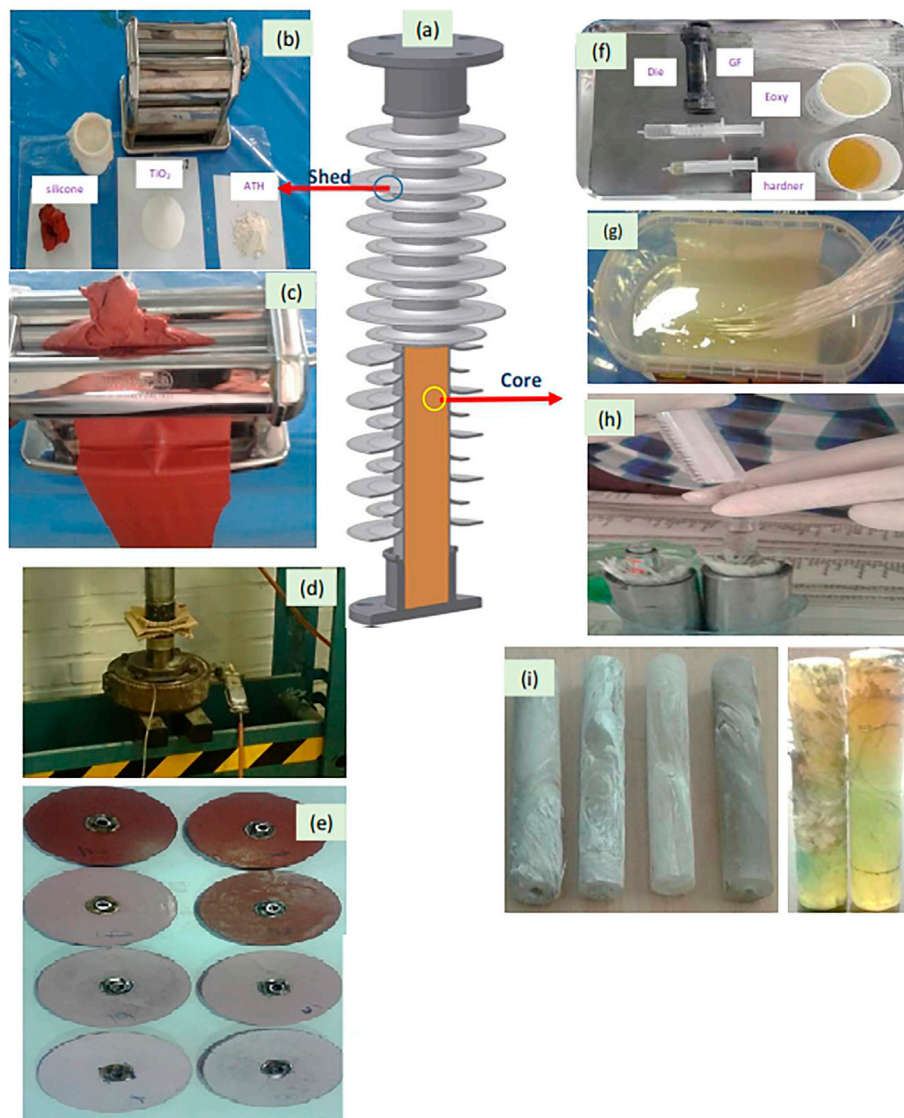 (b)
(a)
(f)
Die
GF
Eoxy
hardner
silicone
TiO₂
ATH
Shed
(g)
(c)
Core
(h)
(d)
(i)
(e)